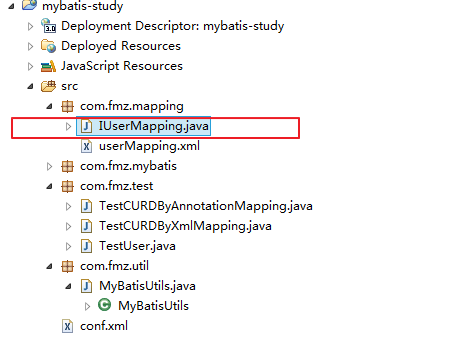 mybatis-study
3.0 Deployment Descriptor: mybatis-study
Deployed Resources
JavaScript Resources
src
com.fmz.mapping
J IUserMapping.java
X userMapping.xml
com.fmz.mybatis
com.fmz.test
J TestCURDByAnnotationMapping.java
J TestCURDByXmlMapping.java
J TestUser.java
com.fmz.util
J MyBatisUtils.java
C MyBatisUtils
X conf.xml